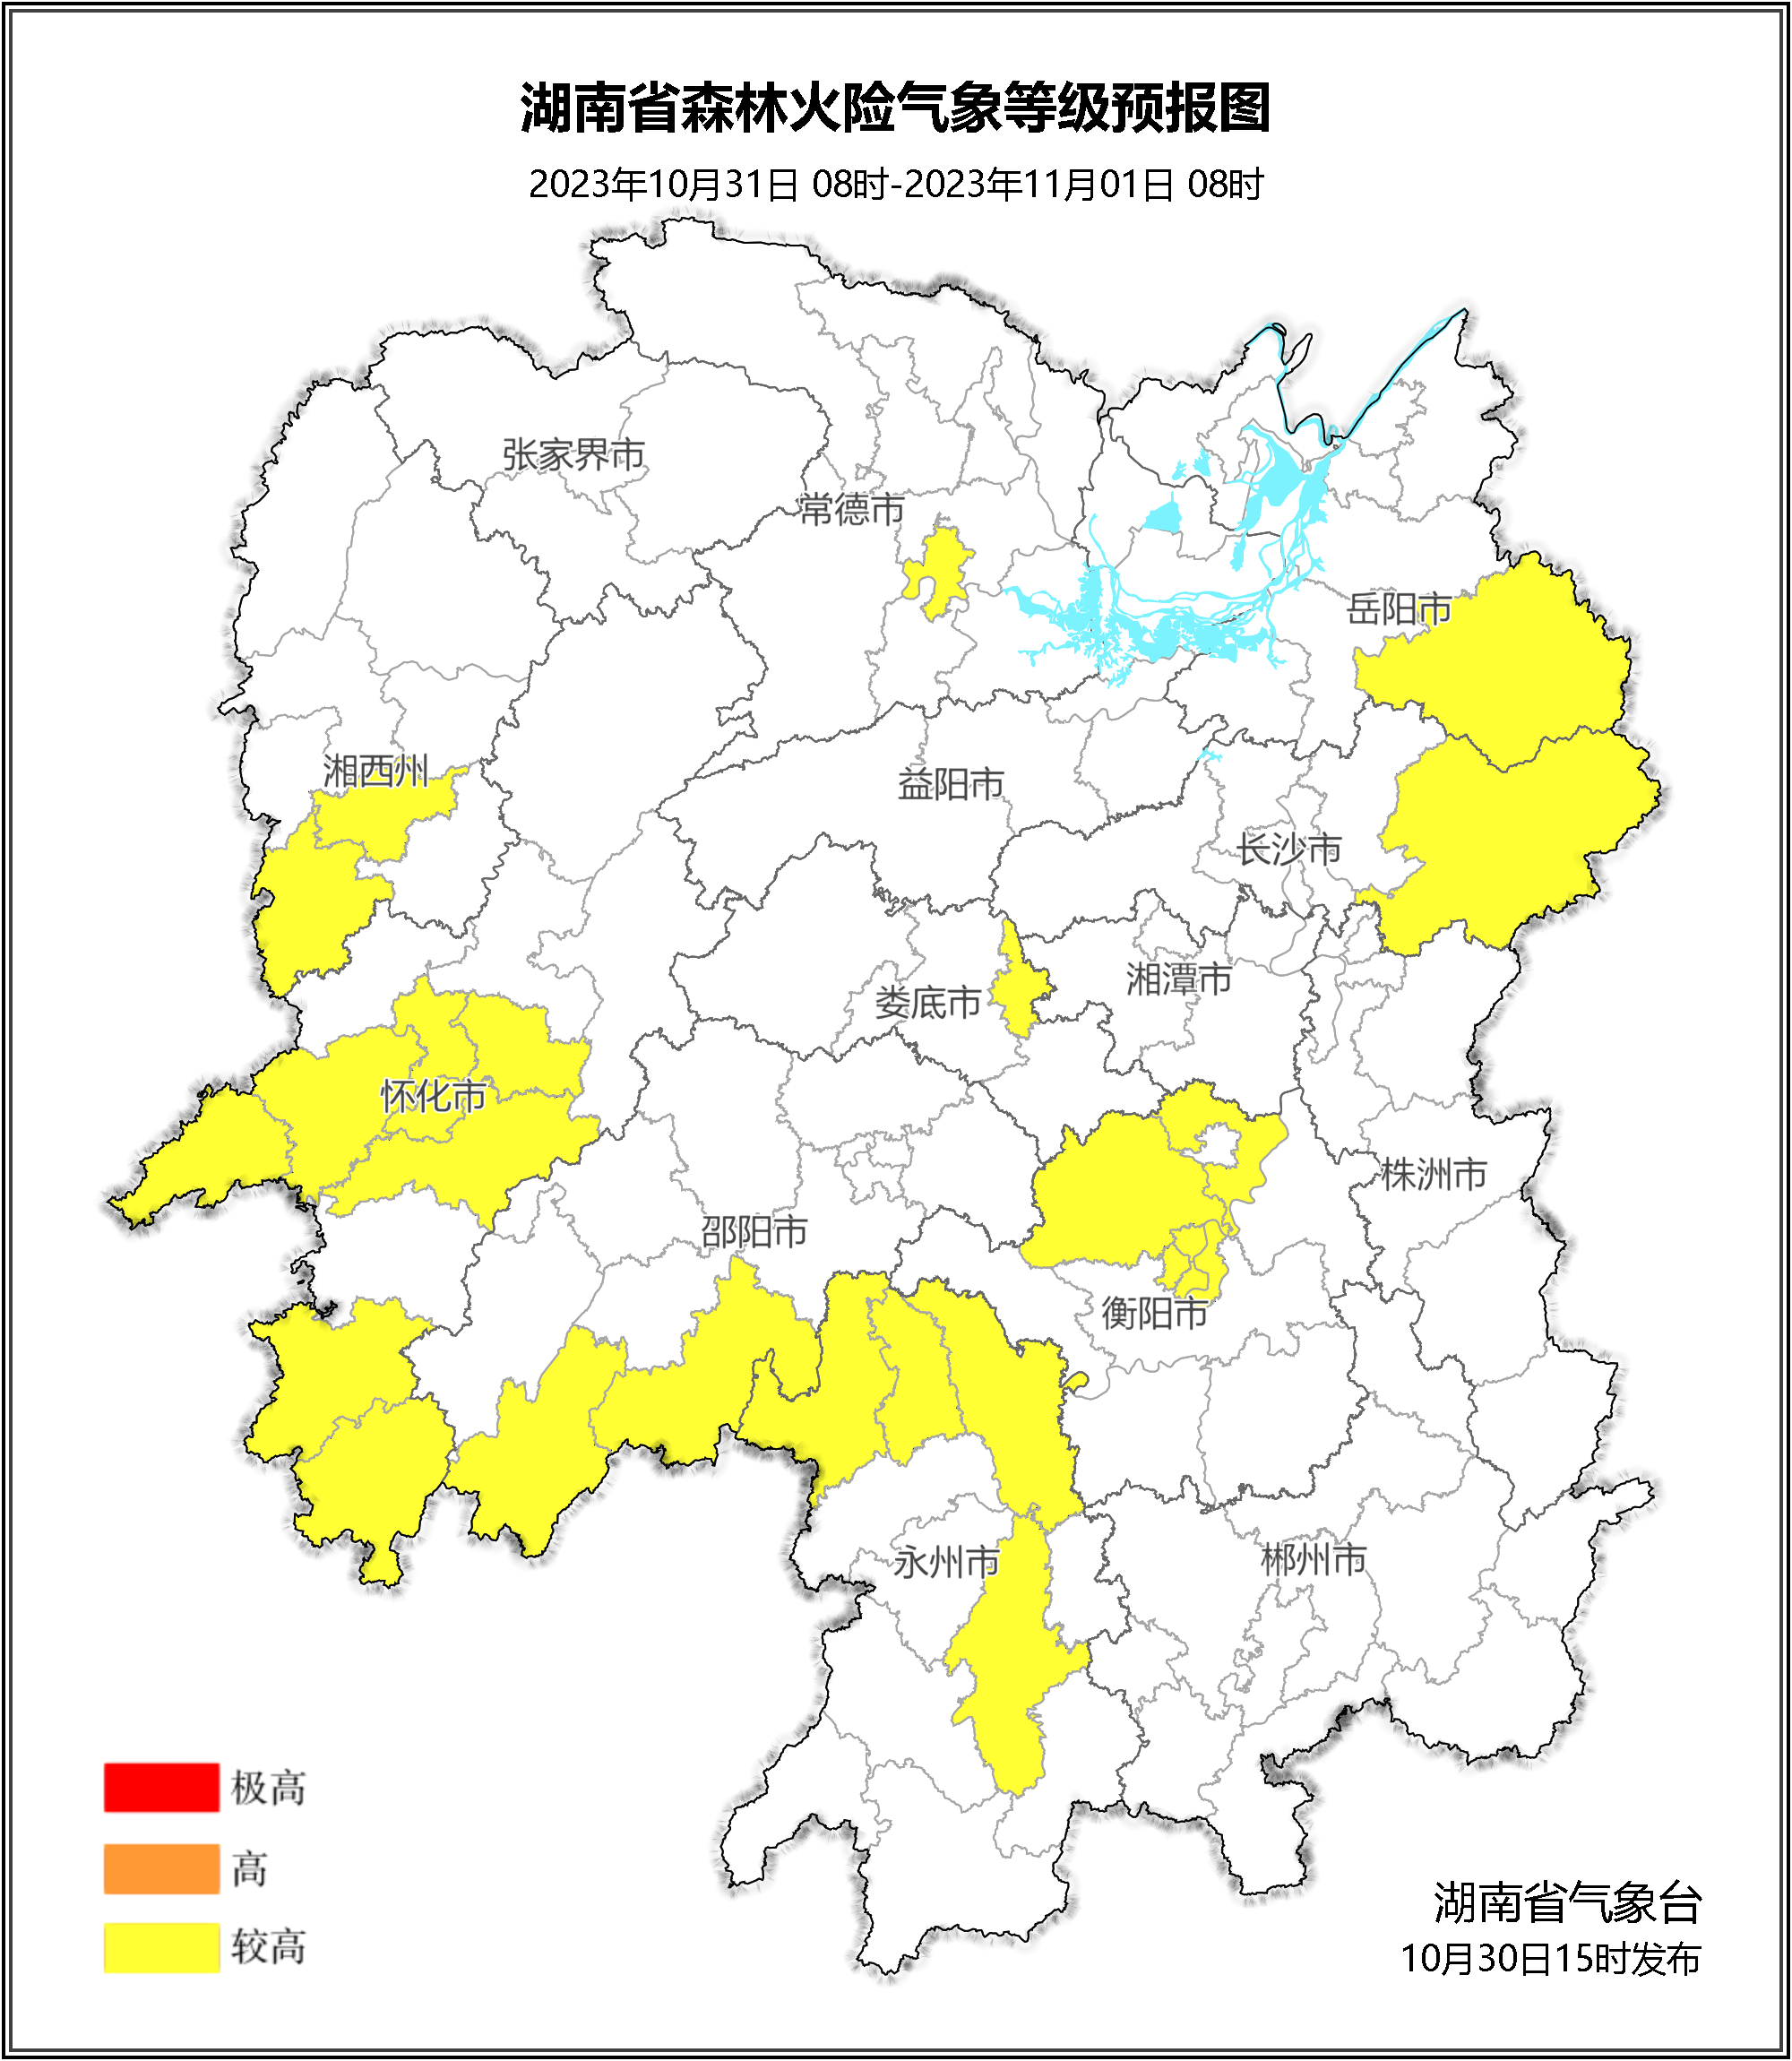 湖南省森林火险气象等级预报图
2023年10月31日 08时-2023年11月01日 08时
张家界市
常德市
岳阳市
湘西州
益阳市
长沙市
娄底市
湘潭市
怀化市
株洲市
邵阳市
衡阳市
永州市
郴州市
极高
高
较高
湖南省气象台
10月30日15时发布